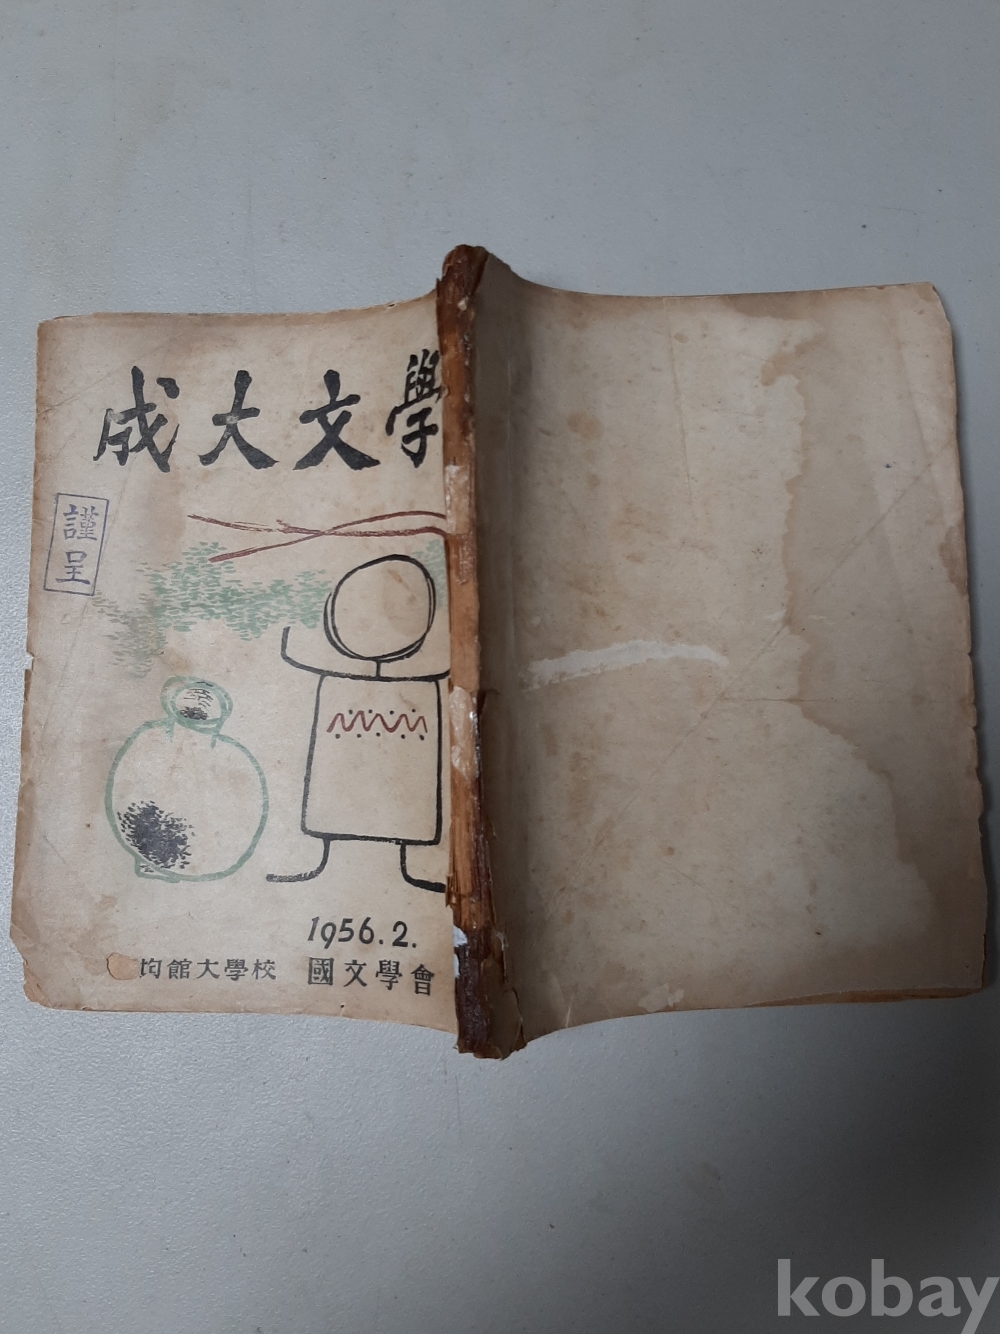 成大文學
謹呈
1956.2.
均館大學校 國文學會
kobay